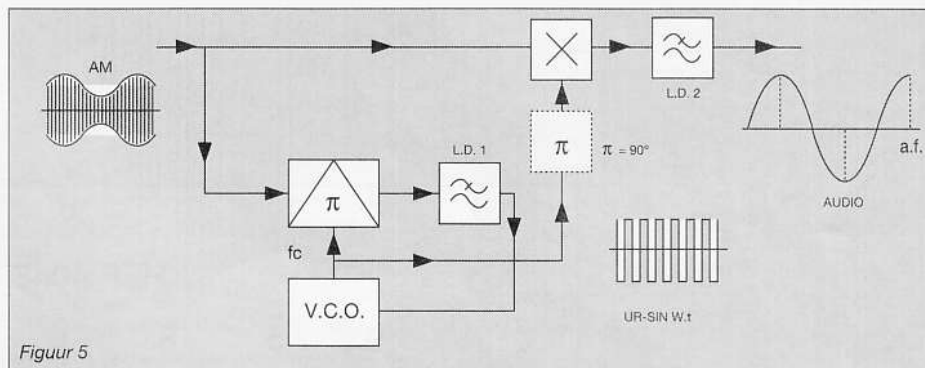 AM
L.D. 2
π
π = 90°
a.f.
AUDIO
L.D. 1
π
fc
V.C.O.
UR-SIN W.t
Figuur 5